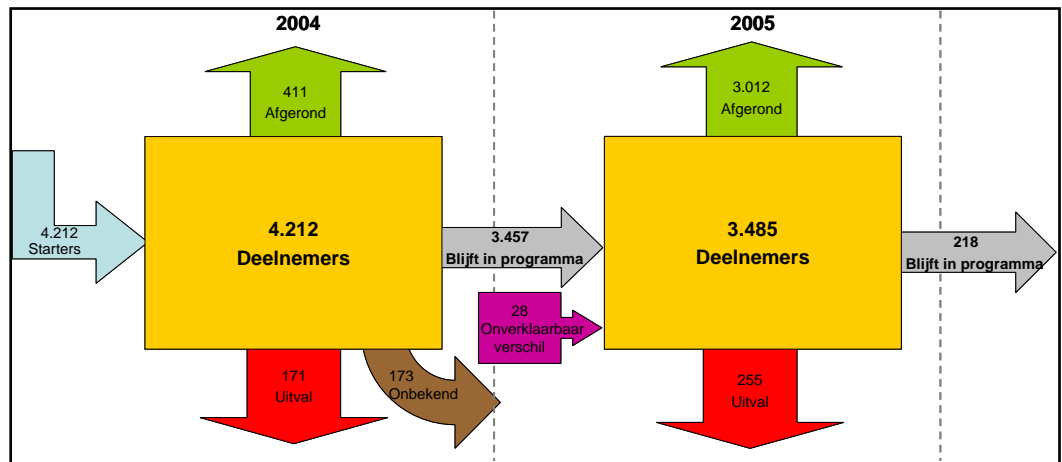 2004
2005
411
Afgerond
3.012
Afgerond
4.212
Starters
4.212
Deelnemers
3.457
Blijft in programma
3.485
Deelnemers
218
Blijft in programma
28
Onverklaarbaar
verschil
171
Uitval
173
Onbekend
255
Uitval